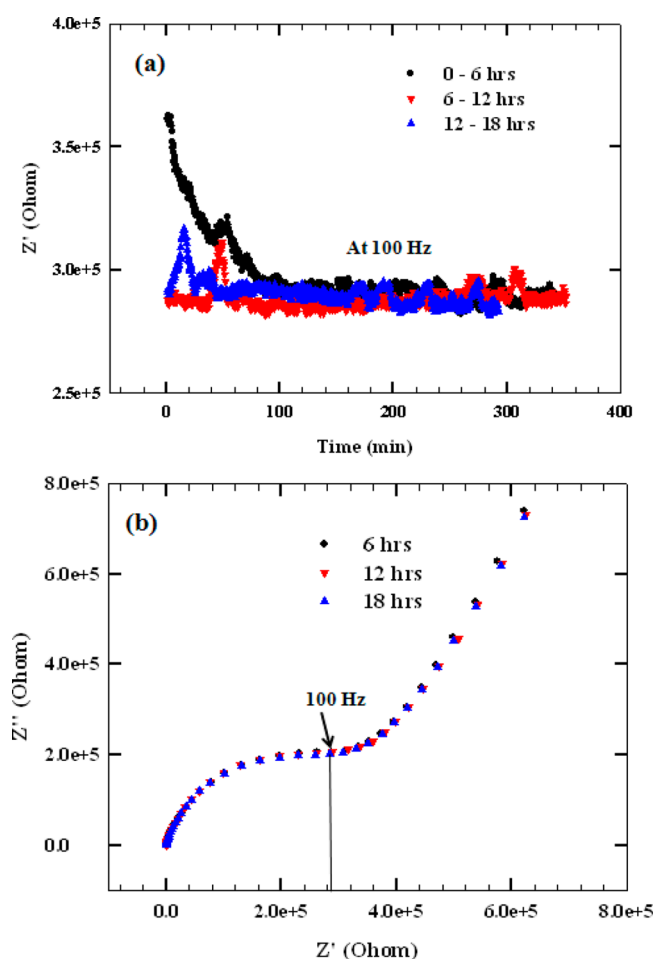 4.0e+5
(a)
0 - 6 hrs
6 - 12 hrs
12 - 18 hrs
3.5e+5
Z' (Ohom)
At 100 Hz
3.0e+5
2.5e+5
0 100 200 300 400
Time (min)
8.0e+5
(b)
6 hrs
12 hrs
18 hrs
6.0e+5
Z'' (Ohom)
4.0e+5
100 Hz
2.0e+5
0.0
0.0 2.0e+5 4.0e+5 6.0e+5 8.0e+5
Z' (Ohom)